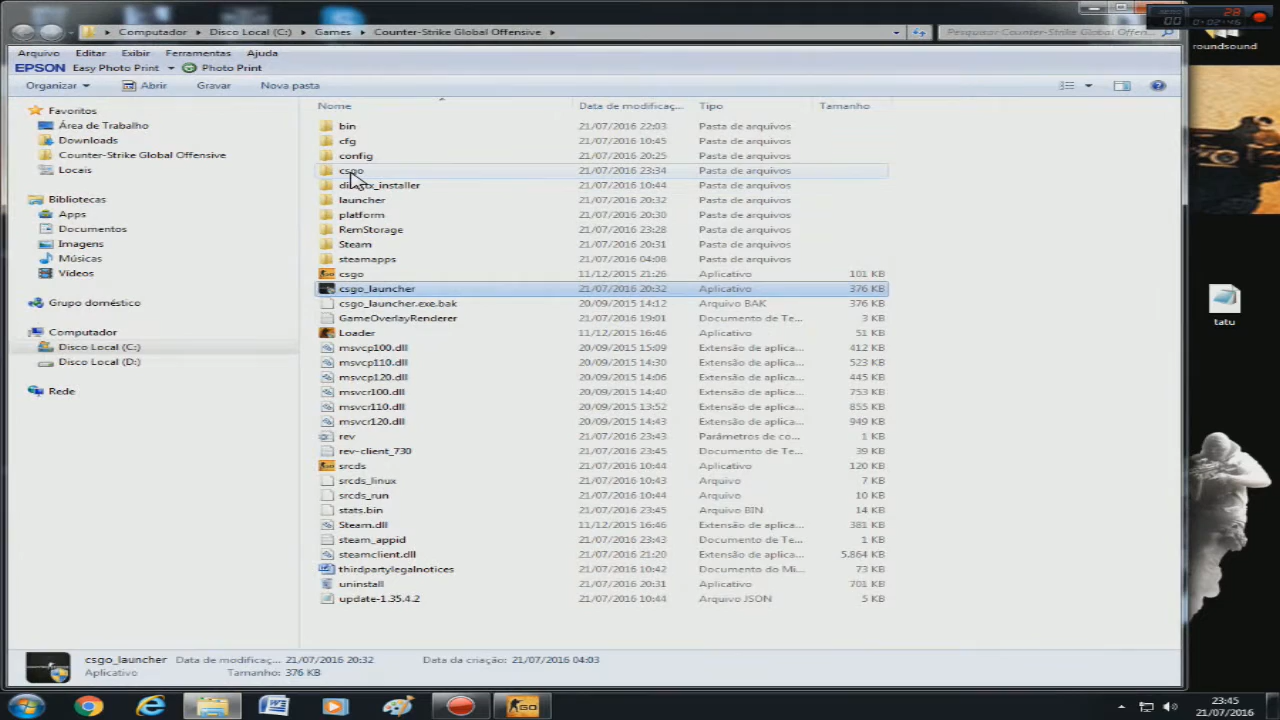 28
00 0:02:46
Computador Disco Local (C:) Games Counter-Strike Global Offensive
Pesquisar Counter-Strike Global Offen...
Arquivo Editar Exibir Ferramentas Ajuda
EPSON Easy Photo Print Photo Print
Organizar Abrir Gravar Nova pasta
Nome Data de modificaç... Tipo Tamanho
Favoritos
Área de Trabalho
Downloads
Counter-Strike Global Offensive
Locais
Bibliotecas
Apps
Documentos
Imagens
Músicas
Vídeos
Grupo doméstico
Computador
Disco Local (C:)
Disco Local (D:)
Rede
bin 21/07/2016 22:03 Pasta de arquivos
cfg 21/07/2016 10:45 Pasta de arquivos
config 21/07/2016 20:25 Pasta de arquivos
csgo 21/07/2016 23:34 Pasta de arquivos
directx_installer 21/07/2016 10:44 Pasta de arquivos
launcher 21/07/2016 20:32 Pasta de arquivos
platform 21/07/2016 20:30 Pasta de arquivos
RemStorage 21/07/2016 23:28 Pasta de arquivos
Steam 21/07/2016 20:31 Pasta de arquivos
steamapps 21/07/2016 04:08 Pasta de arquivos
csgo 11/12/2015 21:26 Aplicativo 101 KB
csgo_launcher 21/07/2016 20:32 Aplicativo 376 KB
csgo_launcher.exe.bak 20/09/2015 14:12 Arquivo BAK 376 KB
GameOverlayRenderer 21/07/2016 19:01 Documento de Te... 3 KB
Loader 11/12/2015 16:46 Aplicativo 51 KB
msvcp100.dll 20/09/2015 15:09 Extensão de aplica... 412 KB
msvcp110.dll 20/09/2015 14:30 Extensão de aplica... 523 KB
msvcp120.dll 20/09/2015 14:06 Extensão de aplica... 445 KB
msvcr100.dll 20/09/2015 14:40 Extensão de aplica... 753 KB
msvcr110.dll 20/09/2015 13:52 Extensão de aplica... 855 KB
msvcr120.dll 20/09/2015 14:43 Extensão de aplica... 949 KB
rev 21/07/2016 23:43 Parâmetros de co... 1 KB
rev-client_730 21/07/2016 23:45 Documento de Te... 39 KB
srcds 21/07/2016 10:44 Aplicativo 120 KB
srcds_linux 21/07/2016 10:43 Arquivo 7 KB
srcds_run 21/07/2016 10:44 Arquivo 10 KB
stats.bin 21/07/2016 23:45 Arquivo BIN 14 KB
Steam.dll 11/12/2015 16:46 Extensão de aplica... 381 KB
steam_appid 21/07/2016 23:43 Documento de Te... 1 KB
steamclient.dll 21/07/2016 21:20 Extensão de aplica... 5.864 KB
thirdpartylegalnotices 21/07/2016 10:42 Documento do Mi... 73 KB
uninstall 21/07/2016 20:31 Aplicativo 701 KB
update-1.35.4.2 21/07/2016 10:44 Arquivo JSON 5 KB
csgo_launcher Data de modificaç... 21/07/2016 20:32 Data da criação: 21/07/2016 04:03
Aplicativo Tamanho: 376 KB
roundsound
tatu
GO
23:45
21/07/2016